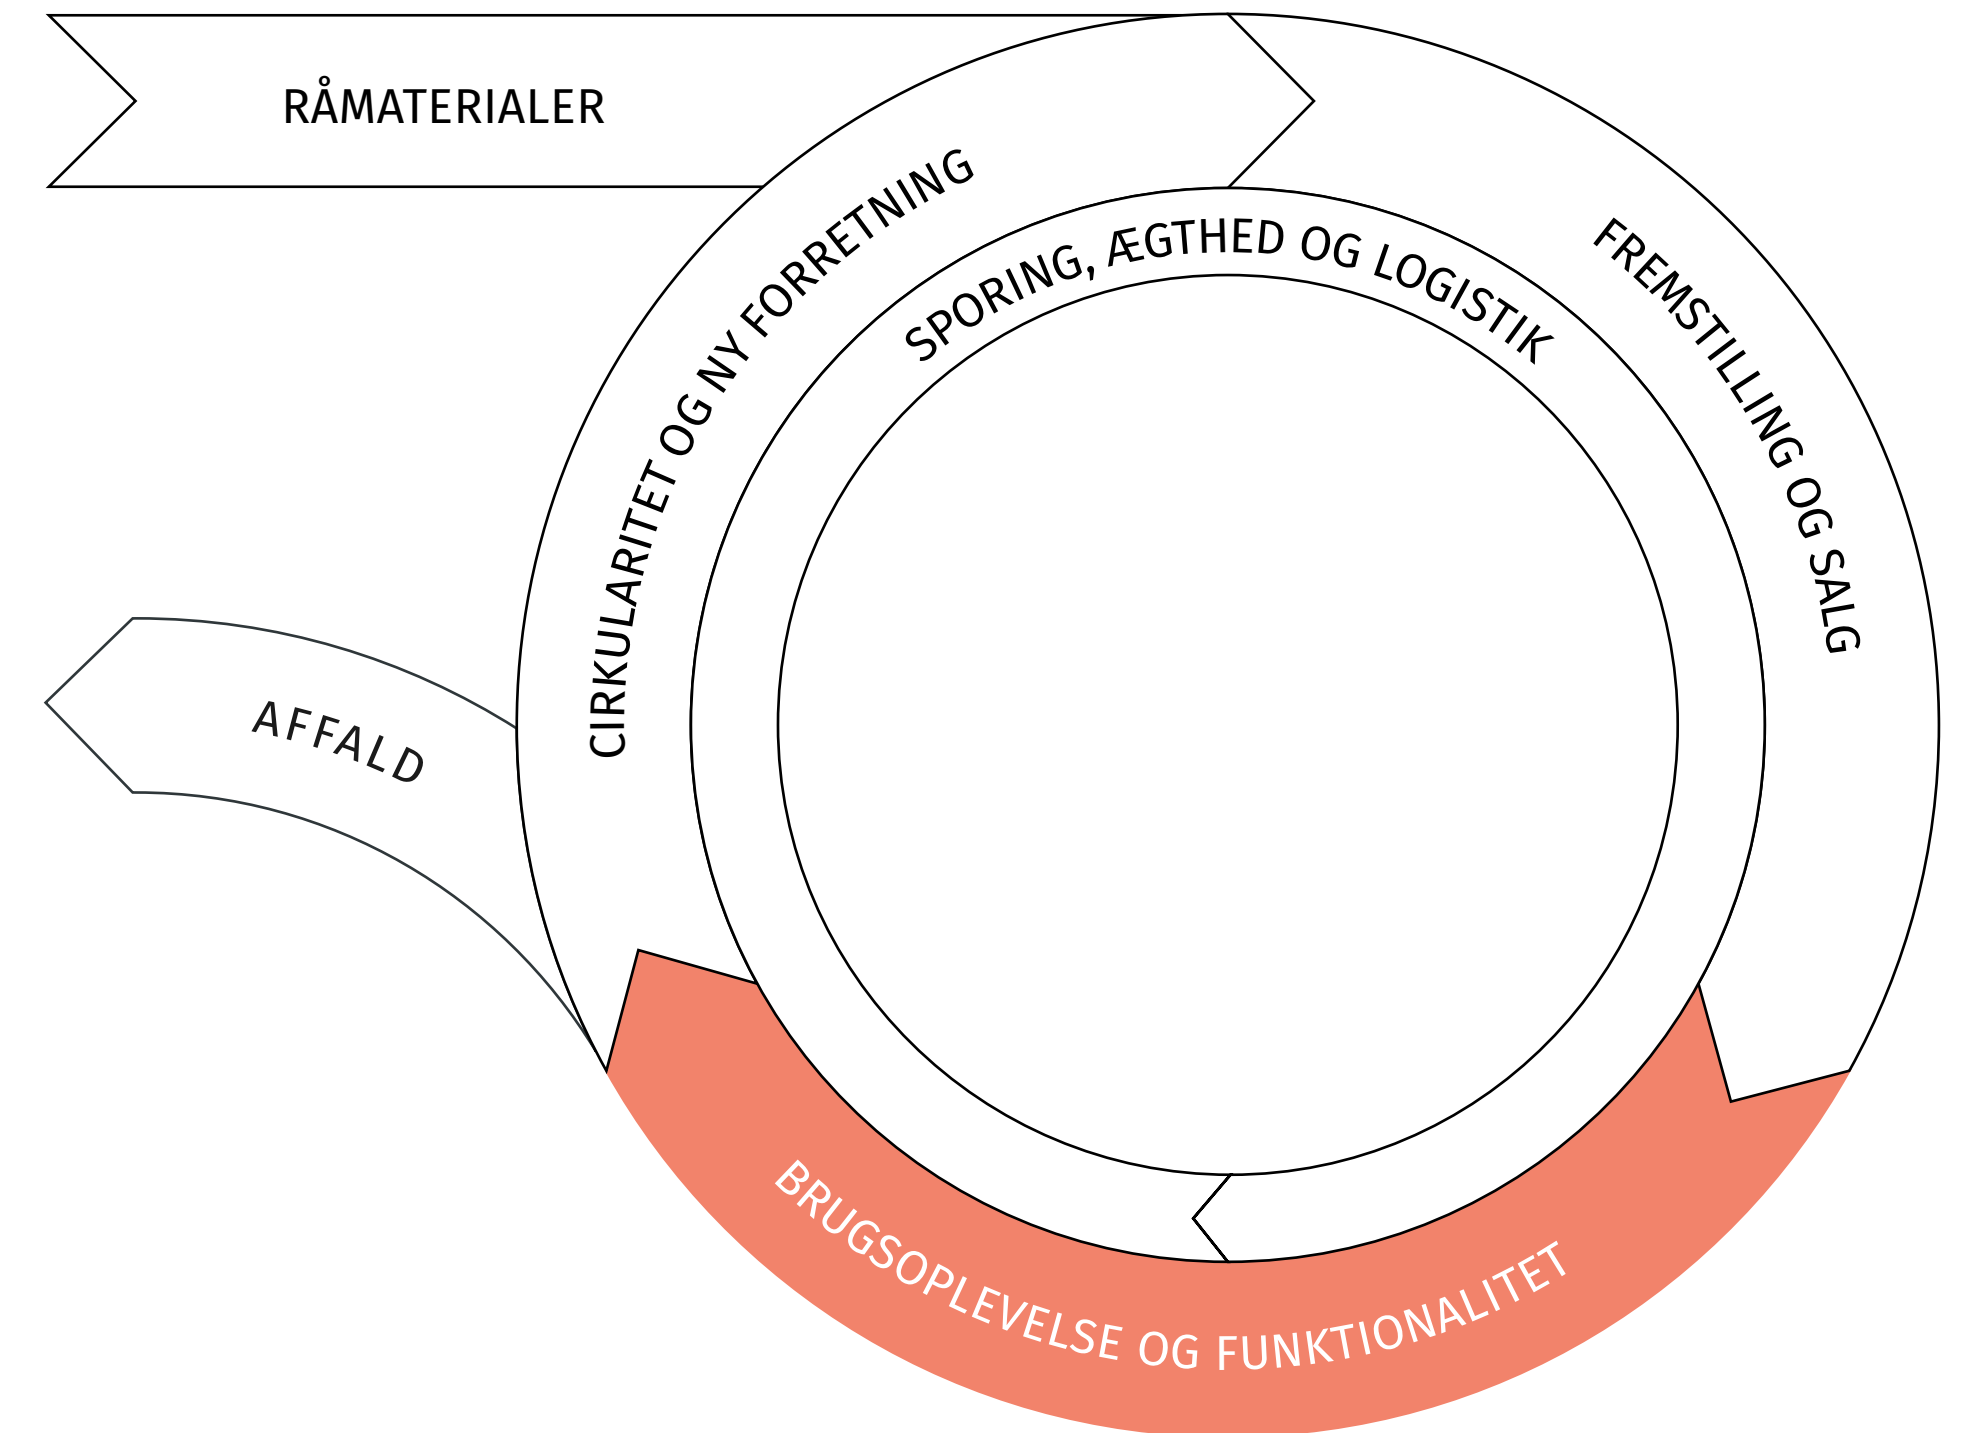 RÅMATERIALER
CIRKULARITET OG NY FORRETNING
SPORING, ÆGTHED OG LOGISTIK
FREMSTILLING OG SALG
AFFALD
BRUGSOPLEVELSE OG FUNKTIONALITET